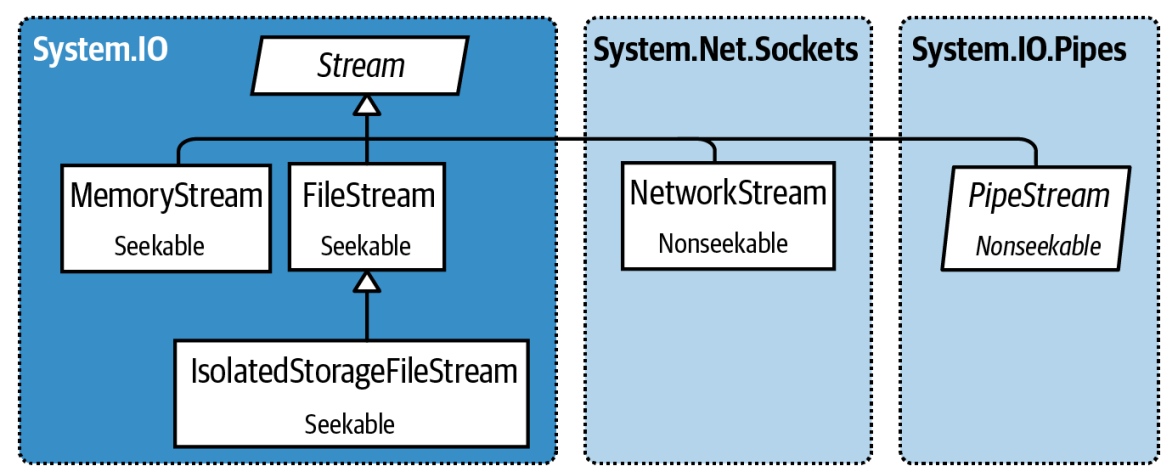 System.IO
Stream
System.Net.Sockets
System.IO.Pipes
MemoryStream
Seekable
FileStream
Seekable
NetworkStream
Nonseekable
PipeStream
Nonseekable
IsolatedStorageFileStream
Seekable